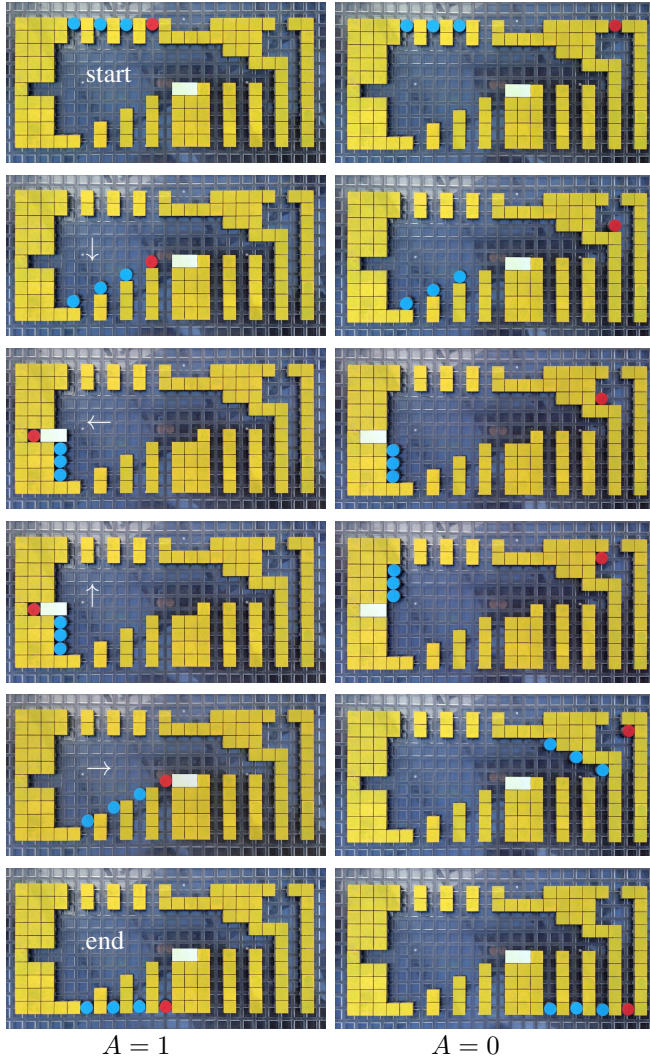 start
↓
←
↑
→
end
A = 1
A = 0